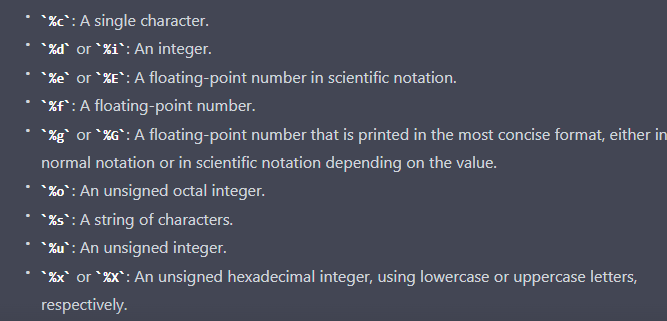 • `%c`: A single character.
• `%d` or `%i`: An integer.
• `%e` or `%E`: A floating-point number in scientific notation.
• `%f`: A floating-point number.
• `%g` or `%G`: A floating-point number that is printed in the most concise format, either in
normal notation or in scientific notation depending on the value.
• `%o`: An unsigned octal integer.
• `%s`: A string of characters.
• `%u`: An unsigned integer.
• `%x` or `%X`: An unsigned hexadecimal integer, using lowercase or uppercase letters,
respectively.